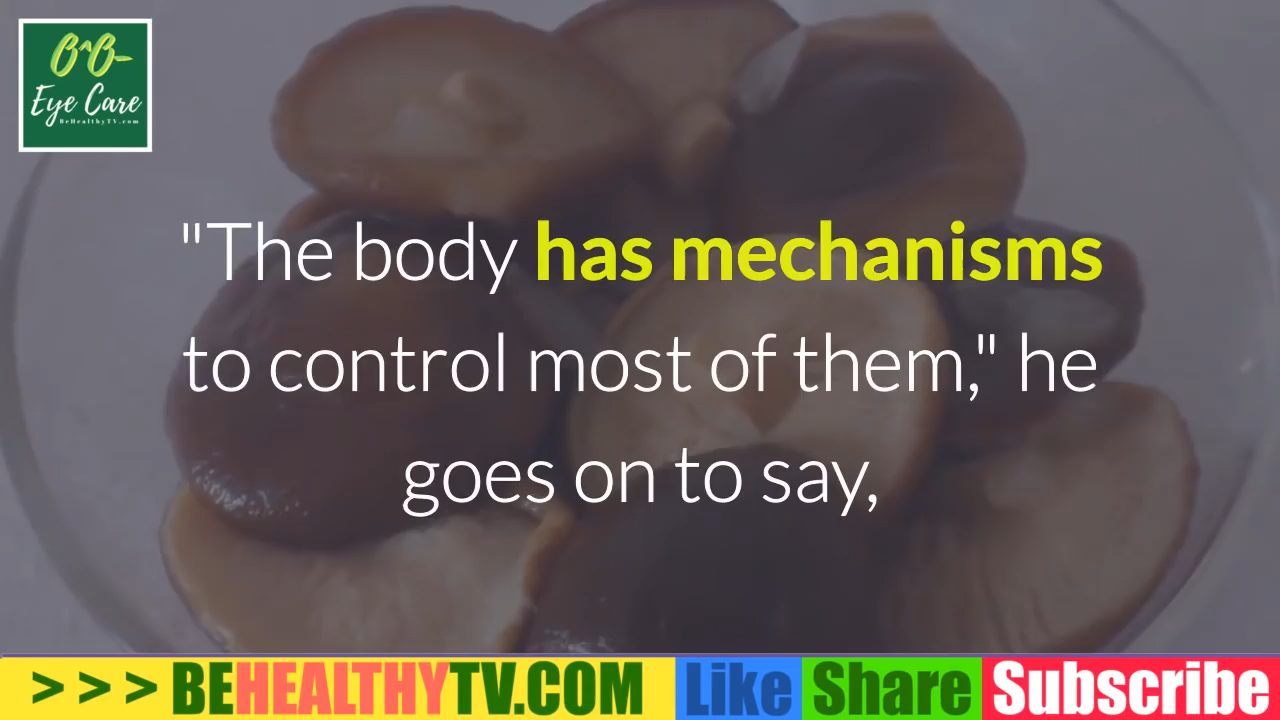 Eye Care
BeHealthyTV.com
"The body has mechanisms
to control most of them," he
goes on to say,
> > > BEHEALTHYTV.COM Like Share Subscribe